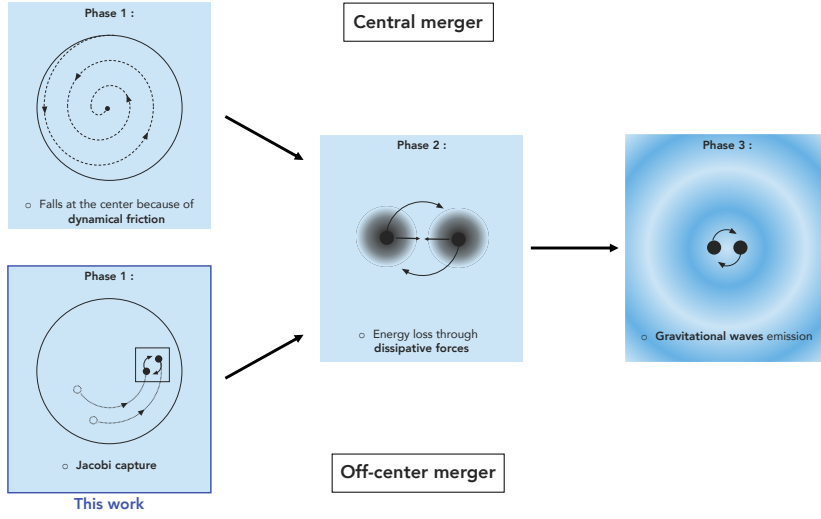 Central merger
Phase 1 :
○ Falls at the center because of
dynamical friction
Phase 2 :
○ Energy loss through
dissipative forces
Phase 3 :
○ Gravitational waves emission
Phase 1 :
○ Jacobi capture
This work
Off-center merger